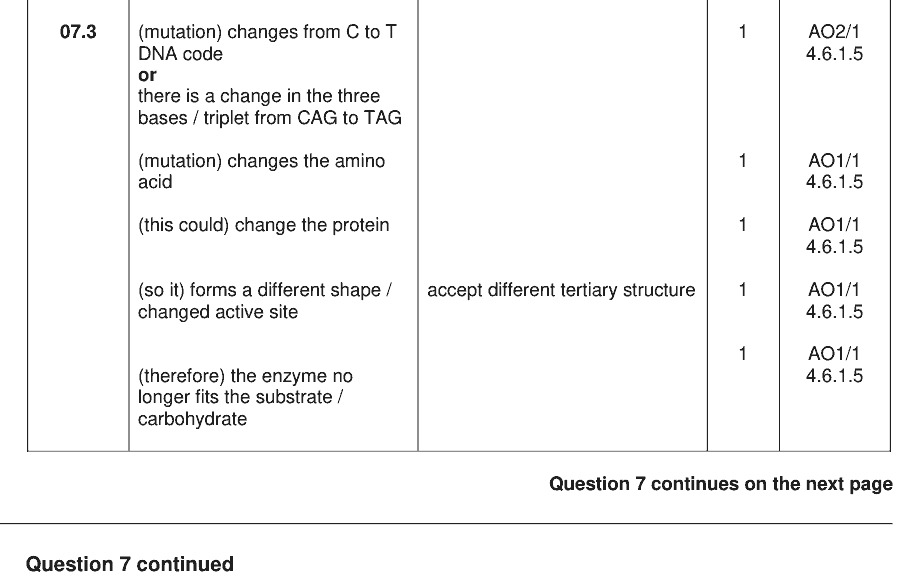 07.3 (mutation) changes from C to T 1 AO2/1
DNA code 4.6.1.5
or
there is a change in the three
bases / triplet from CAG to TAG
(mutation) changes the amino 1 AO1/1
acid 4.6.1.5
(this could) change the protein 1 AO1/1
4.6.1.5
(so it) forms a different shape / accept different tertiary structure 1 AO1/1
changed active site 4.6.1.5
1 AO1/1
(therefore) the enzyme no 4.6.1.5
longer fits the substrate /
carbohydrate
Question 7 continues on the next page
Question 7 continued